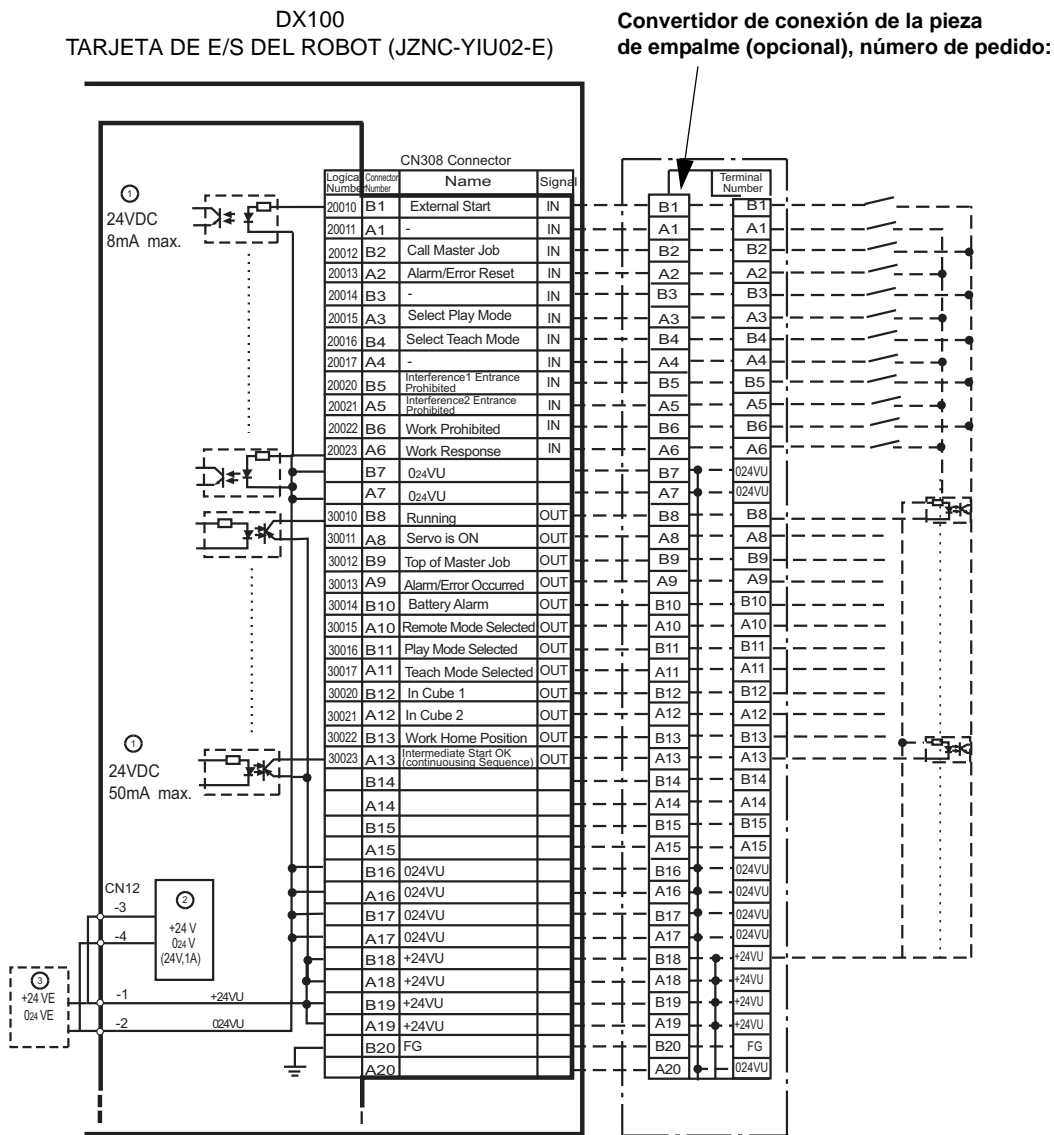 DX100
TARJETA DE E/S DEL ROBOT (JZNC-YIU02-E)
Convertidor de conexión de la pieza
de empalme (opcional), número de pedido:
CN308 Connector
Logical Number Connector Number Name Signal
Terminal Number
1
24VDC
8mA max.
20010 B1 External Start IN B1 B1
20011 A1 - IN A1 A1
20012 B2 Call Master Job IN B2 B2
20013 A2 Alarm/Error Reset IN A2 A2
20014 B3 - IN B3 B3
20015 A3 Select Play Mode IN A3 A3
20016 B4 Select Teach Mode IN B4 B4
20017 A4 - IN A4 A4
20020 B5 Interference1 Entrance Prohibited IN B5 B5
20021 A5 Interference2 Entrance Prohibited IN A5 A5
20022 B6 Work Prohibited IN B6 B6
20023 A6 Work Response IN A6 A6
B7 024VU B7 024VU
A7 024VU A7 024VU
30010 B8 Running OUT B8 B8
30011 A8 Servo is ON OUT A8 A8
30012 B9 Top of Master Job OUT B9 B9
30013 A9 Alarm/Error Occurred OUT A9 A9
30014 B10 Battery Alarm OUT B10 B10
30015 A10 Remote Mode Selected OUT A10 A10
30016 B11 Play Mode Selected OUT B11 B11
30017 A11 Teach Mode Selected OUT A11 A11
30020 B12 In Cube 1 OUT B12 B12
30021 A12 In Cube 2 OUT A12 A12
30022 B13 Work Home Position OUT B13 B13
30023 A13 Intermediate Start OK (continuousing Sequence) OUT A13 A13
1
24VDC
50mA max.
B14 B14 B14
A14 A14 A14
B15 B15 B15
A15 A15 A15
B16 024VU B16 024VU
A16 024VU A16 024VU
B17 024VU B17 024VU
A17 024VU A17 024VU
B18 +24VU B18 +24VU
A18 +24VU A18 +24VU
B19 +24VU B19 +24VU
A19 +24VU A19 +24VU
B20 FG B20 FG
A20 A20 024VU
CN12
-3
-4
2
+24 V
024 V
(24V,1A)
3
+24 VE
024 VE
-1 +24VU
-2 024VU